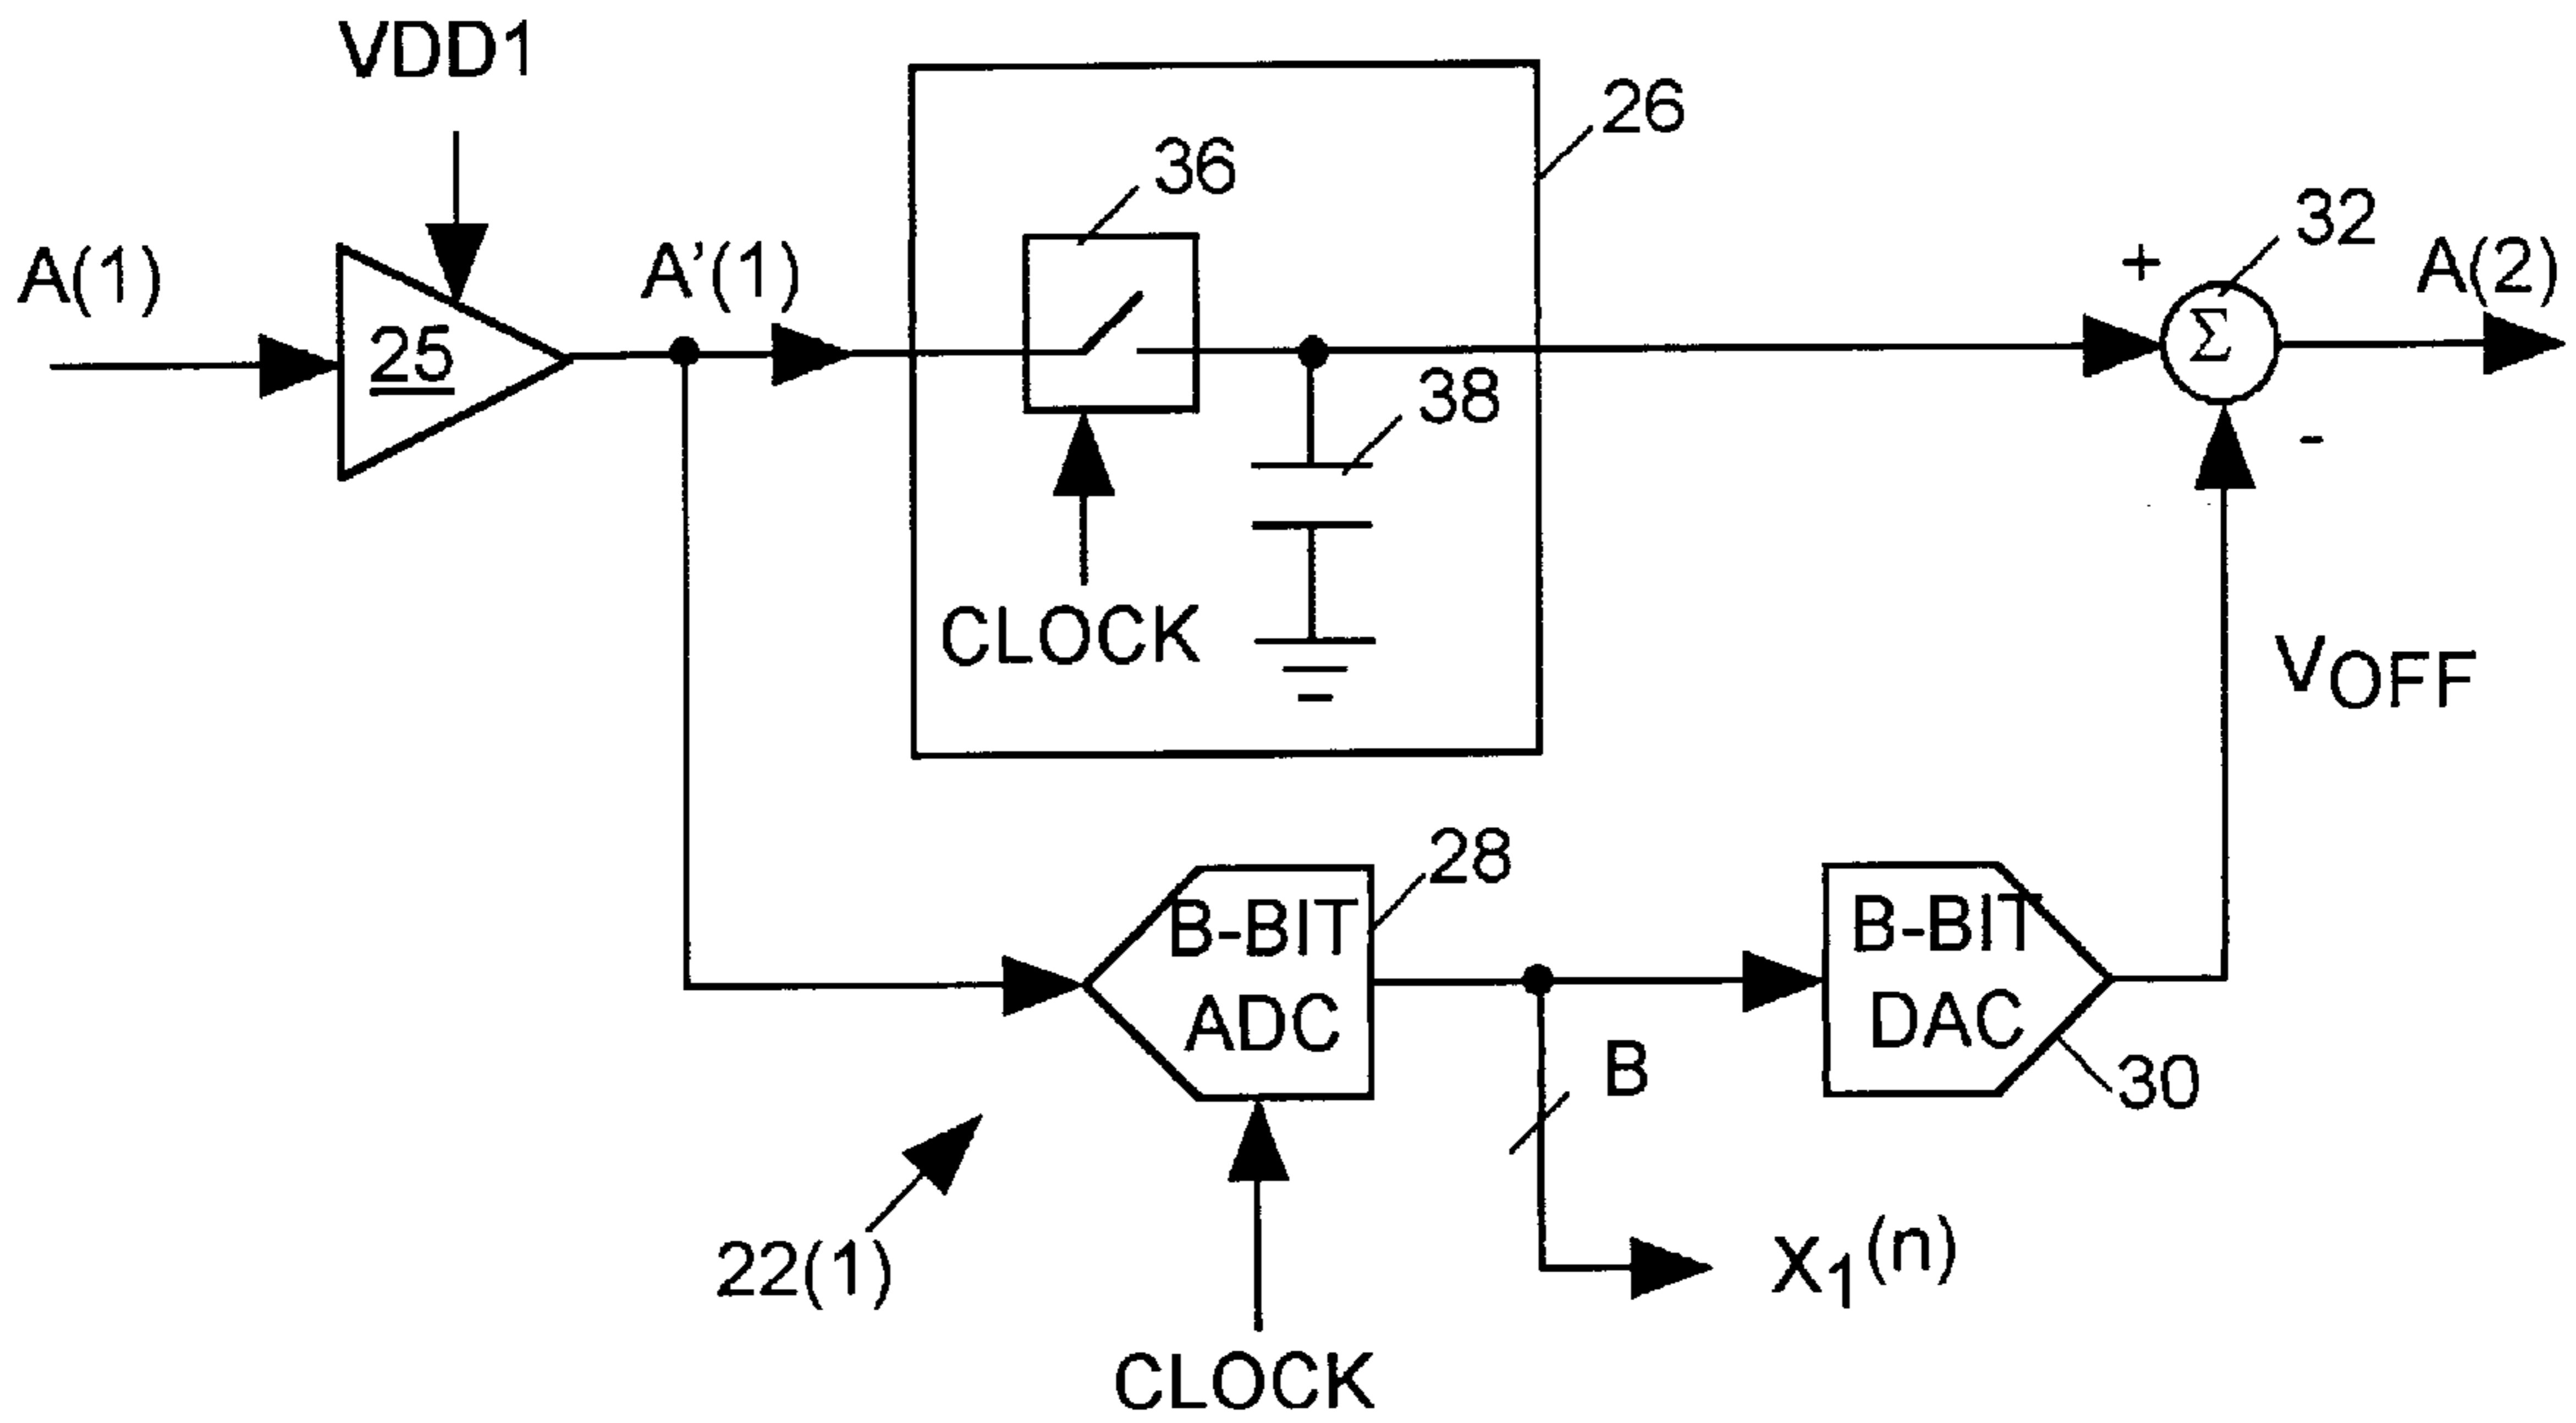 VDD1
26
36
32
A(1)
A'(1)
+
A(2)
25
Σ
38
-
CLOCK
VOFF
28
B-BIT
ADC
B-BIT
DAC
B
30
22(1)
X1(n)
CLOCK